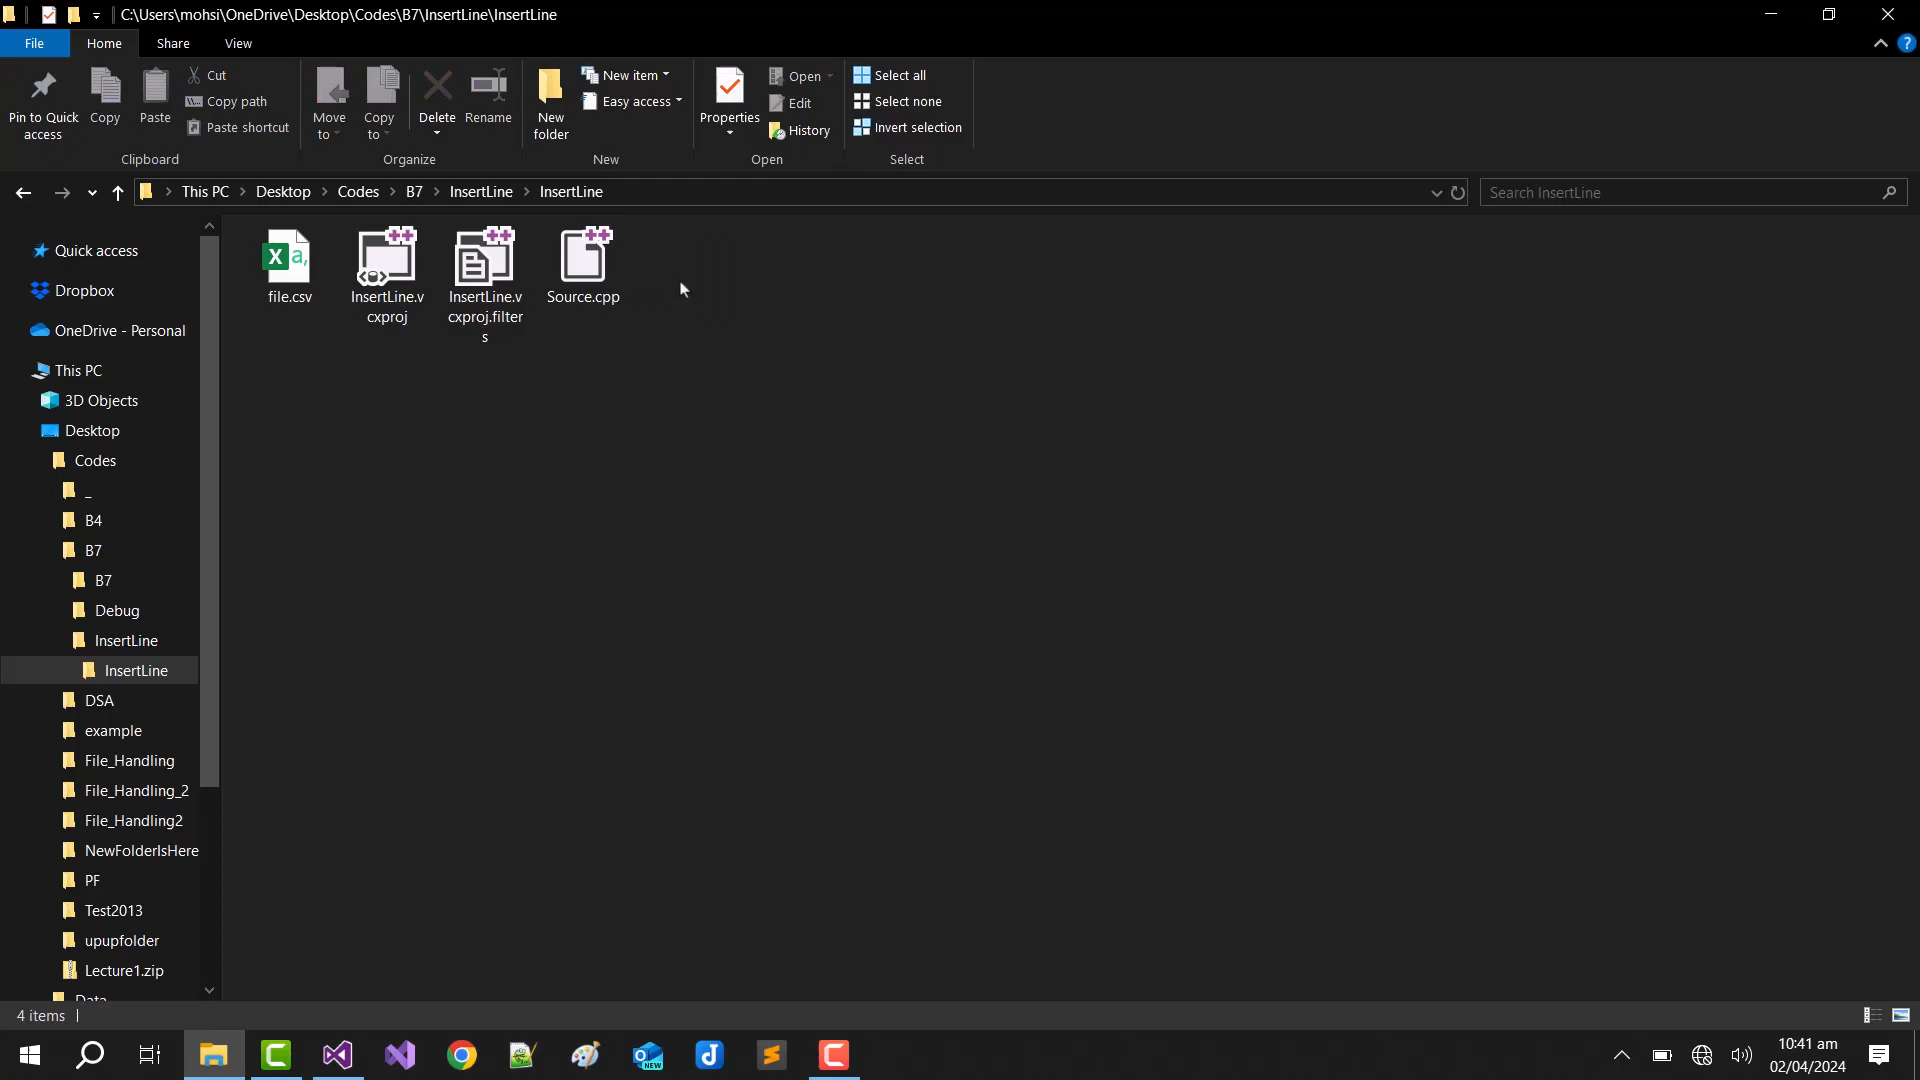 C:\Users\mohsi\OneDrive\Desktop\Codes\B7\InsertLine\InsertLine
File
Home
Share
View
Pin to Quick
access
Copy
Paste
Cut
Copy path
Paste shortcut
Clipboard
Move
to
Copy
to
Delete
Rename
Organize
New
folder
New item
Easy access
New
Properties
Open
Edit
History
Open
Select all
Select none
Invert selection
Select
This PC
Desktop
Codes
B7
InsertLine
InsertLine
Search InsertLine
Quick access
Dropbox
OneDrive - Personal
This PC
3D Objects
Desktop
Codes
_
B4
B7
B7
Debug
InsertLine
InsertLine
DSA
example
File_Handling
File_Handling_2
File_Handling2
NewFolderIsHere
PF
Test2013
upupfolder
Lecture1.zip
Data
file.csv
InsertLine.v
cxproj
InsertLine.v
cxproj.filter
s
Source.cpp
4 items
10:41 am
02/04/2024